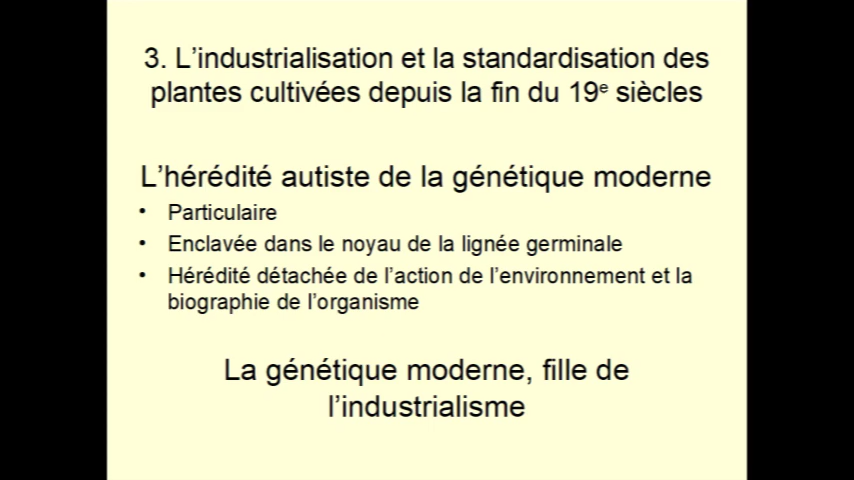 3. L’industrialisation et la standardisation des
plantes cultivées depuis la fin du 19e siècles
L’hérédité autiste de la génétique moderne
• Particulaire
• Enclavée dans le noyau de la lignée germinale
• Hérédité détachée de l’action de l’environnement et la
biographie de l’organisme
La génétique moderne, fille de
l’industrialisme